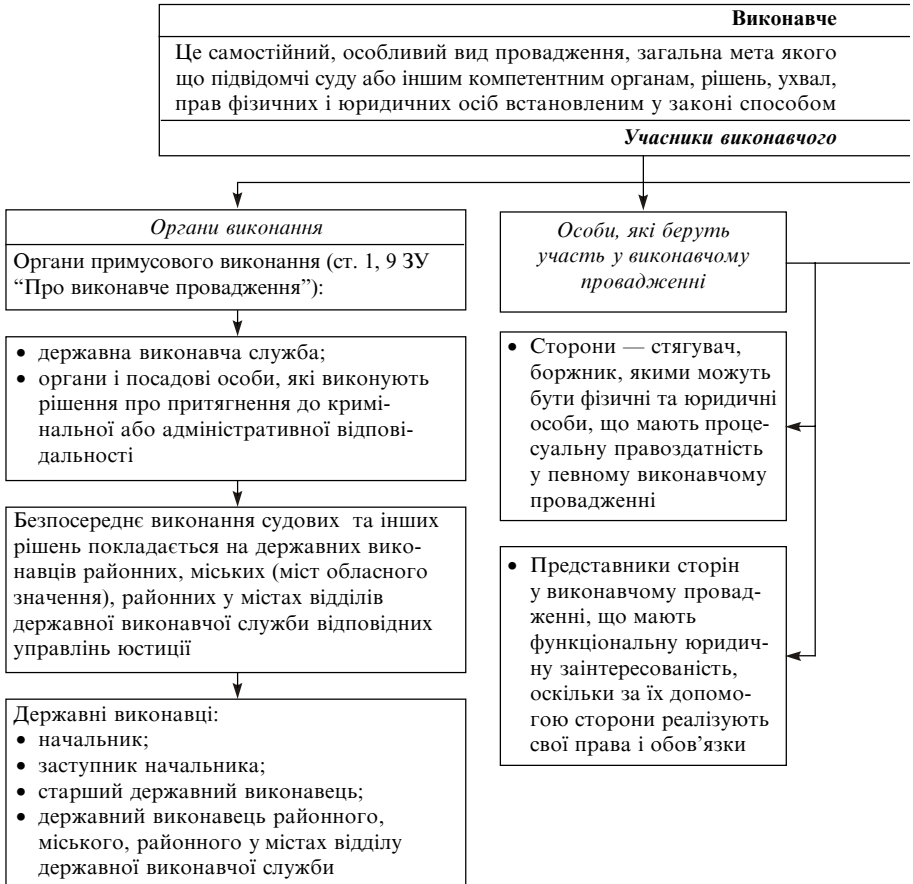 Виконавче
Це самостійний, особливий вид провадження, загальна мета якого
що підвідомчі суду або іншим компетентним органам, рішень, ухвал,
прав фізичних і юридичних осіб встановленим у законі способом
Учасники виконавчого
Органи виконання
Органи примусового виконання (ст. 1, 9 ЗУ
“Про виконавче провадження”):
• державна виконавча служба;
• органи і посадові особи, які виконують
рішення про притягнення до кримі-
нальної або адміністративної відпові-
дальності
Безпосереднє виконання судових та інших
рішень покладається на державних вико-
навців районних, міських (міст обласного
значення), районних у містах відділів
державної виконавчої служби відповідних
управлінь юстиції
Державні виконавці:
• начальник;
• заступник начальника;
• старший державний виконавець;
• державний виконавець районного,
міського, районного у містах відділу
державної виконавчої служби
Особи, які беруть
участь у виконавчому
провадженні
• Сторони — стягувач,
боржник, якими можуть
бути фізичні та юридичні
особи, що мають проце-
суальну правоздатність
у певному виконавчому
провадженні
• Представники сторін
у виконавчому провад-
женні, що мають
функціональну юридич-
ну заінтересованість,
оскільки за їх допомо-
гою сторони реалізують
свої права і обов’язки